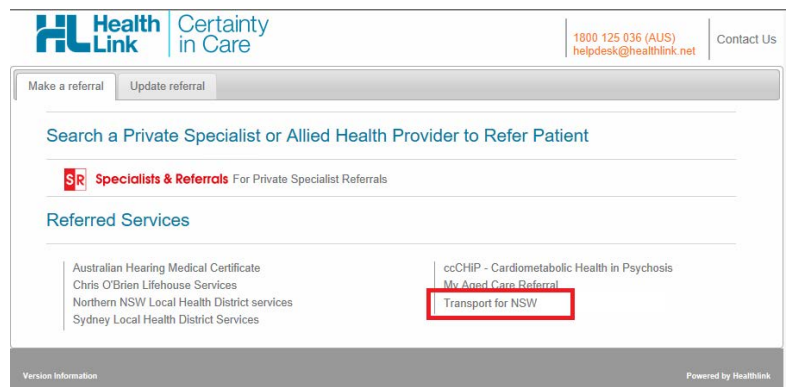 HL Health Link
Certainty in Care
1800 125 036 (AUS)
helpdesk@healthlink.net
Contact Us
Make a referral
Update referral
Search a Private Specialist or Allied Health Provider to Refer Patient
SR Specialists & Referrals For Private Specialist Referrals
Referred Services
Australian Hearing Medical Certificate
Chris O'Brien Lifehouse Services
Northern NSW Local Health District services
Sydney Local Health District Services
ccCHiP - Cardiometabolic Health in Psychosis
My Aged Care Referral
Transport for NSW
Version Information
Powered by Healthlink